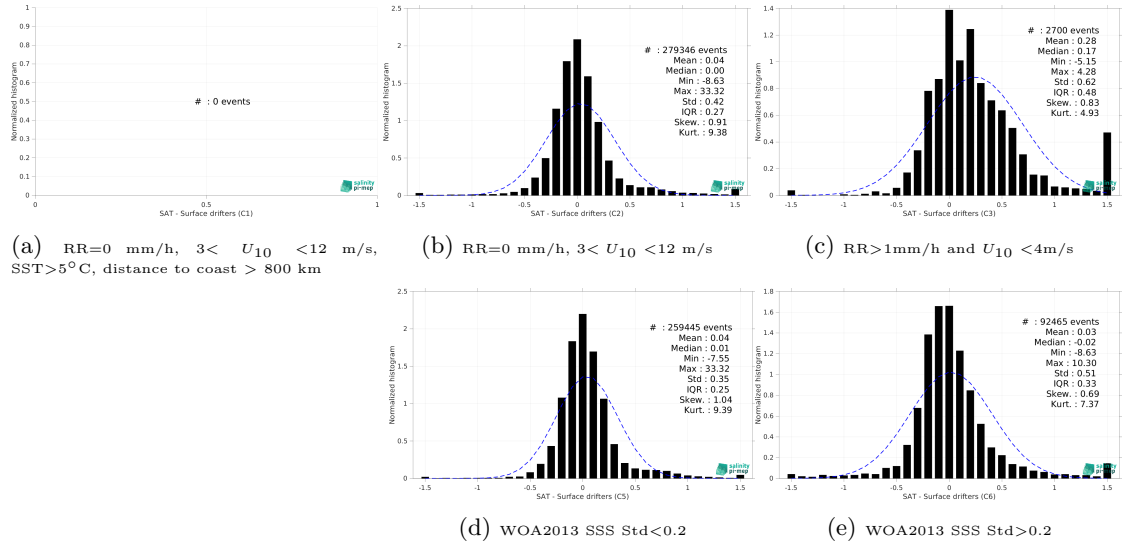 1
0.9
0.8
0.7
0.6
0.5
0.4
0.3
0.2
0.1
0
Normalized histogram
# : 0 events
salinity
pi-mep
0 0.5 1
SAT - Surface drifters (C1)
(a) RR=0 mm/h, 3< U10 <12 m/s,
SST>5°C, distance to coast > 800 km
2.5
2
1.5
1
0.5
0
Normalized histogram
# : 279346 events
Mean : 0.04
Median : 0.00
Min : -8.63
Max : 33.32
Std : 0.42
IQR : 0.27
Skew. : 0.91
Kurt. : 9.38
salinity
pi-mep
-1.5 -1 -0.5 0 0.5 1 1.5
SAT - Surface drifters (C2)
(b) RR=0 mm/h, 3< U10 <12 m/s
1.4
1.2
1
0.8
0.6
0.4
0.2
0
Normalized histogram
# : 2700 events
Mean : 0.28
Median : 0.17
Min : -5.15
Max : 4.28
Std : 0.62
IQR : 0.48
Skew. : 0.83
Kurt. : 4.93
salinity
pi-mep
-1.5 -1 -0.5 0 0.5 1 1.5
SAT - Surface drifters (C3)
(c) RR>1mm/h and U10 <4m/s
2.5
2
1.5
1
0.5
0
Normalized histogram
# : 259445 events
Mean : 0.04
Median : 0.01
Min : -7.55
Max : 33.32
Std : 0.35
IQR : 0.25
Skew. : 1.04
Kurt. : 9.39
salinity
pi-mep
-1.5 -1 -0.5 0 0.5 1 1.5
SAT - Surface drifters (C5)
(d) WOA2013 SSS Std<0.2
1.8
1.6
1.4
1.2
1
0.8
0.6
0.4
0.2
0
Normalized histogram
# : 92465 events
Mean : 0.03
Median : -0.02
Min : -8.63
Max : 10.30
Std : 0.51
IQR : 0.33
Skew. : 0.69
Kurt. : 7.37
salinity
pi-mep
-1.5 -1 -0.5 0 0.5 1 1.5
SAT - Surface drifters (C6)
(e) WOA2013 SSS Std>0.2